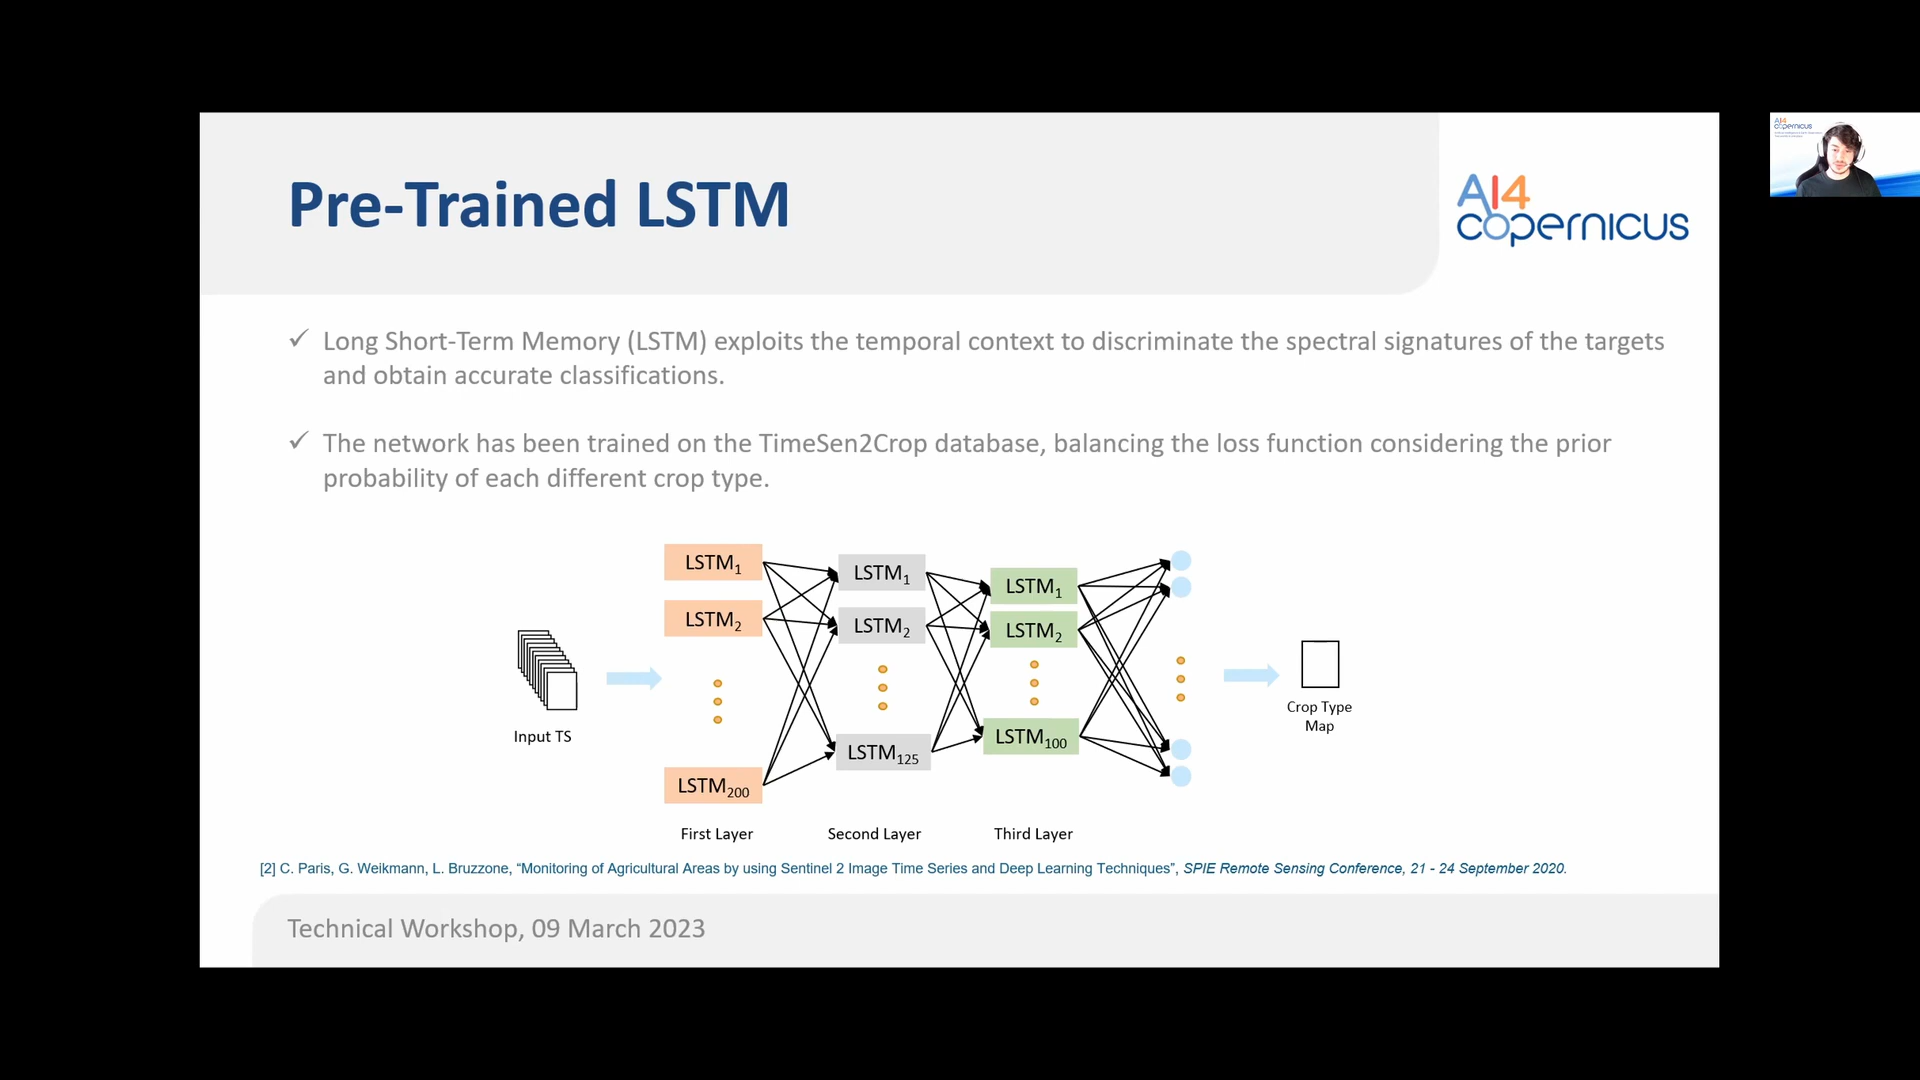 Pre-Trained LSTM
AI4
copernicus
AI4
copernicus
✓ Long Short-Term Memory (LSTM) exploits the temporal context to discriminate the spectral signatures of the targets
and obtain accurate classifications.
✓ The network has been trained on the TimeSen2Crop database, balancing the loss function considering the prior
probability of each different crop type.
LSTM₁
LSTM₂
LSTM₂₀₀
First Layer
LSTM₁
LSTM₂
LSTM₁₂₅
Second Layer
LSTM₁
LSTM₂
LSTM₁₀₀
Third Layer
Input TS
Crop Type
Map
[2] C. Paris, G. Weikmann, L. Bruzzone, “Monitoring of Agricultural Areas by using Sentinel 2 Image Time Series and Deep Learning Techniques”, SPIE Remote Sensing Conference, 21 - 24 September 2020.
Technical Workshop, 09 March 2023